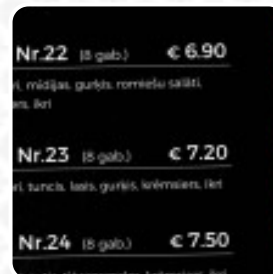 Nr.22 (8 gab.) € 6.90
midijas, gurķis, romiešu salāti,
ikri
Nr.23 (8 gab.) € 7.20
tuncis, lasis, gurķis, krēmsiers, ikri
Nr.24 (8 gab.) € 7.50